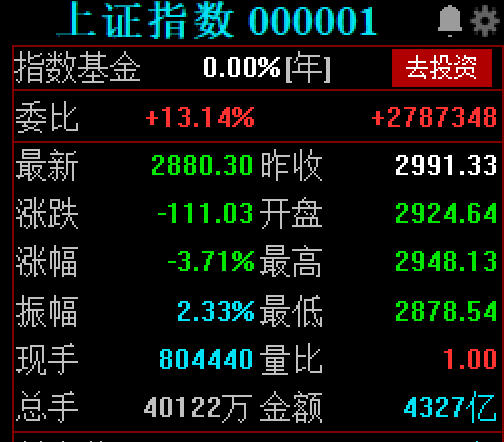 上证指数 000001
指数基金 0.00%[年] 去投资
委比 +13.14% +2787348
最新 2880.30 昨收 2991.33
涨跌 -111.03 开盘 2924.64
涨幅 -3.71% 最高 2948.13
振幅 2.33% 最低 2878.54
现手 804440 量比 1.00
总手 40122万 金额 4327亿